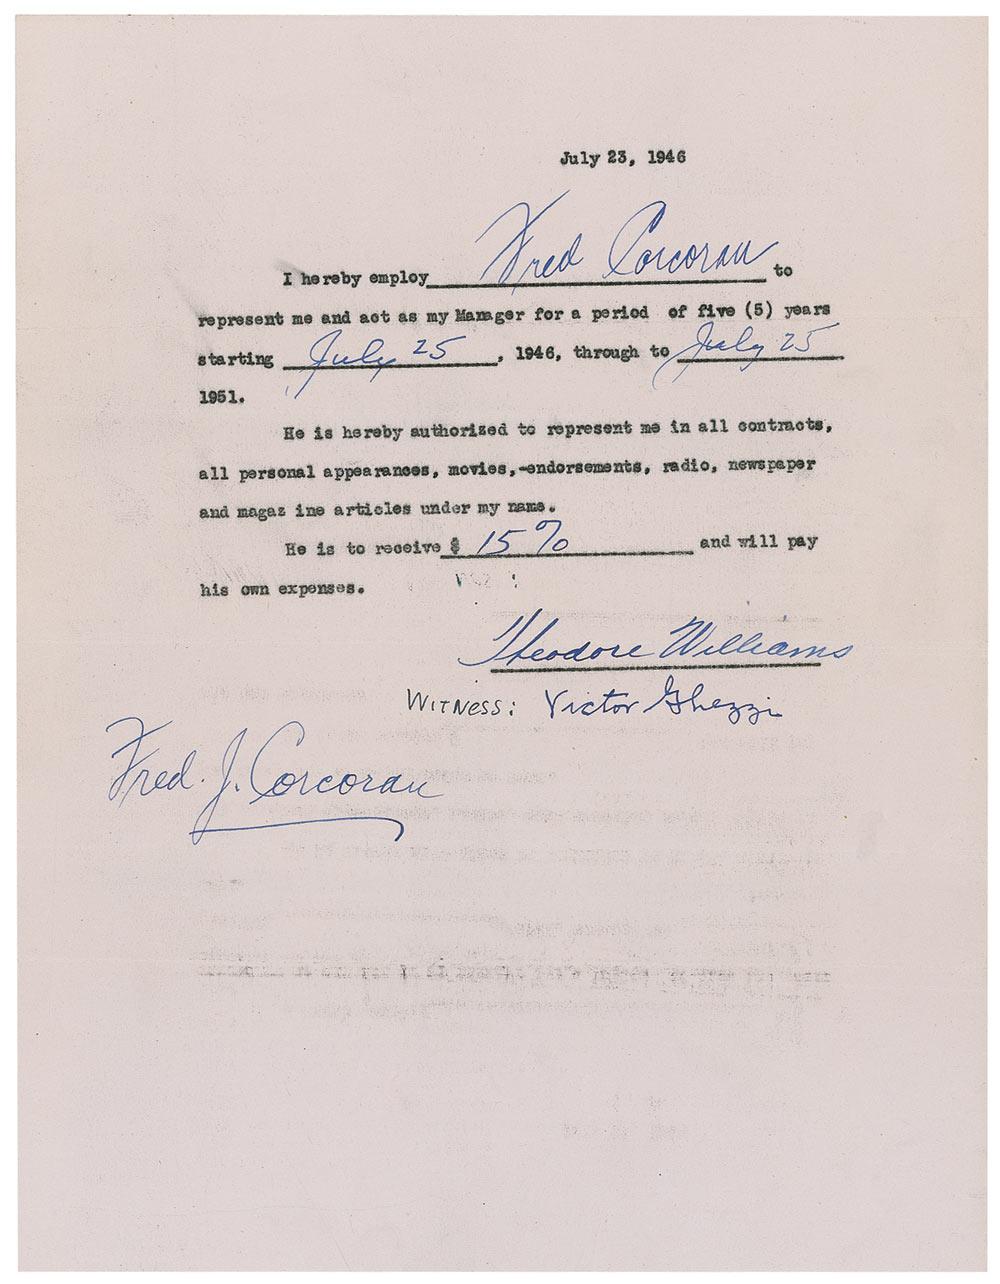 July 23, 1946
I hereby employ Fred Corcoran to
represent me and act as my Manager for a period of five (5) years
starting July 25, 1946, through to July 25
1951.
He is hereby authorized to represent me in all contracts,
all personal appearances, movies,-endorsements, radio, newspaper
and magaz ine articles under my name.
He is to receive $ 15% and will pay
his own expenses.
Theodore Williams
WITNESS: Victor Ghezzi
Fred. J. Corcoran